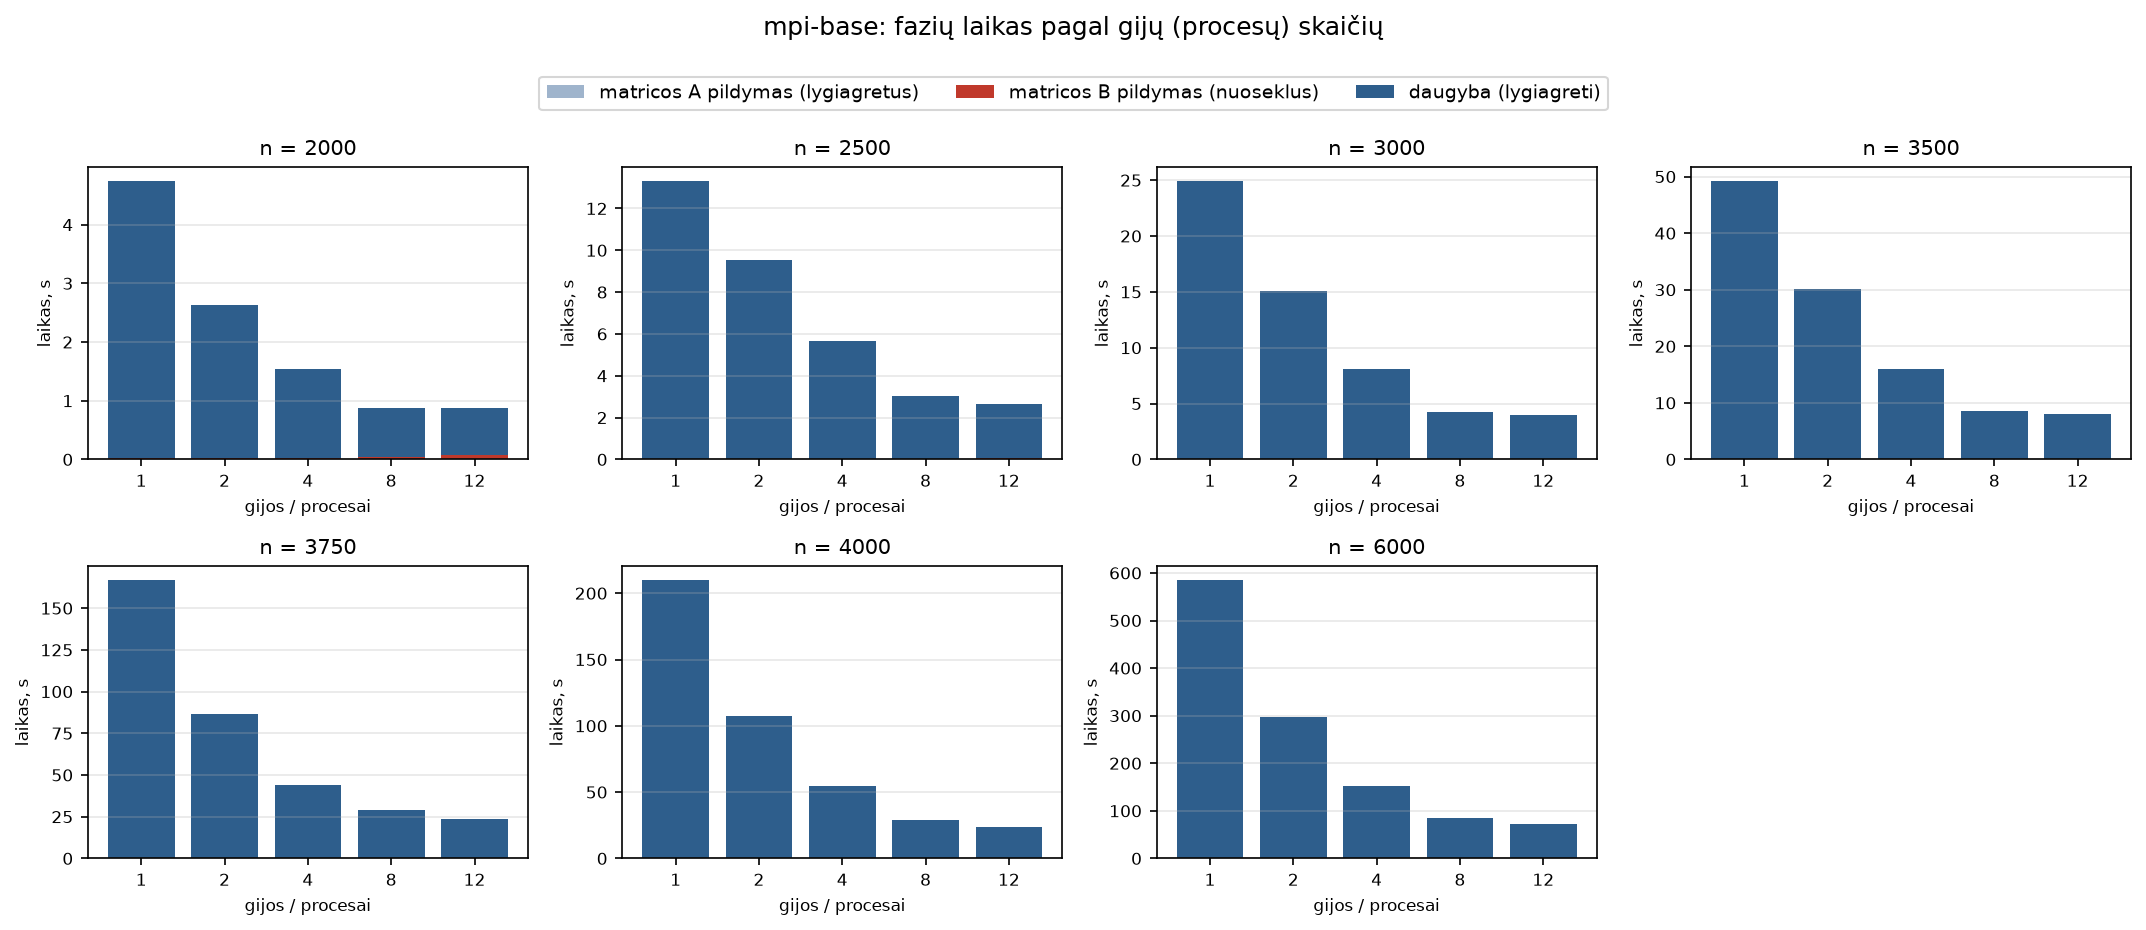 mpi-base: fazių laikas pagal gijų (procesų) skaičių
matricos A pildymas (lygiagretus) matricos B pildymas (nuoseklus) daugyba (lygiagreti)
n = 2000
laikas, s
4
3
2
1
0
1 2 4 8 12
gijos / procesai
n = 2500
laikas, s
12
10
8
6
4
2
0
1 2 4 8 12
gijos / procesai
n = 3000
laikas, s
25
20
15
10
5
0
1 2 4 8 12
gijos / procesai
n = 3500
laikas, s
50
40
30
20
10
0
1 2 4 8 12
gijos / procesai
n = 3750
laikas, s
150
125
100
75
50
25
0
1 2 4 8 12
gijos / procesai
n = 4000
laikas, s
200
150
100
50
0
1 2 4 8 12
gijos / procesai
n = 6000
laikas, s
600
500
400
300
200
100
0
1 2 4 8 12
gijos / procesai